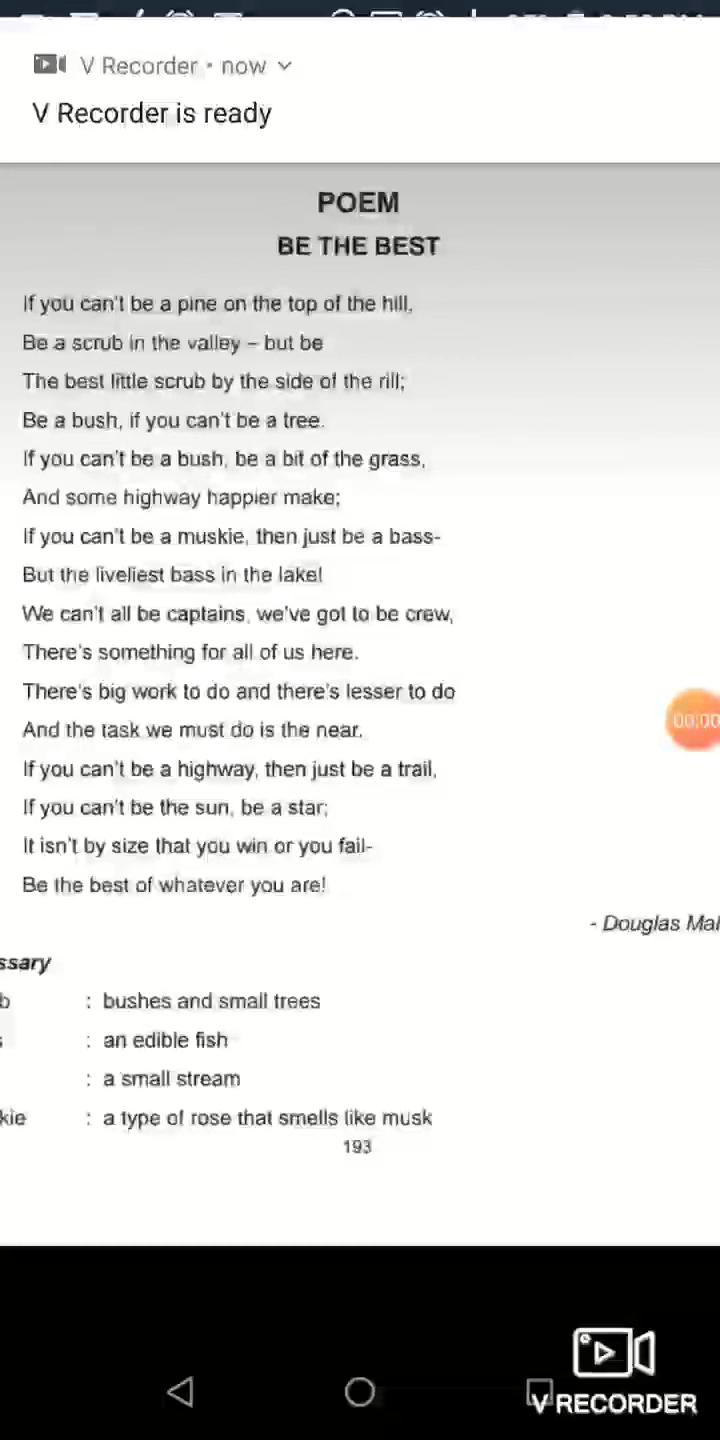 V Recorder • now
V Recorder is ready
POEM
BE THE BEST
If you can't be a pine on the top of the hill,
Be a scrub in the valley – but be
The best little scrub by the side of the rill;
Be a bush, if you can't be a tree.
If you can't be a bush, be a bit of the grass,
And some highway happier make;
If you can't be a muskie, then just be a bass-
But the liveliest bass in the lake!
We can't all be captains, we've got to be crew,
There's something for all of us here.
There's big work to do and there's lesser to do
And the task we must do is the near.
If you can't be a highway, then just be a trail,
If you can't be the sun, be a star;
It isn't by size that you win or you fail-
Be the best of whatever you are!
- Douglas Mal
ssary
b : bushes and small trees
s : an edible fish
: a small stream
kie : a type of rose that smells like musk
193
00:00
V RECORDER